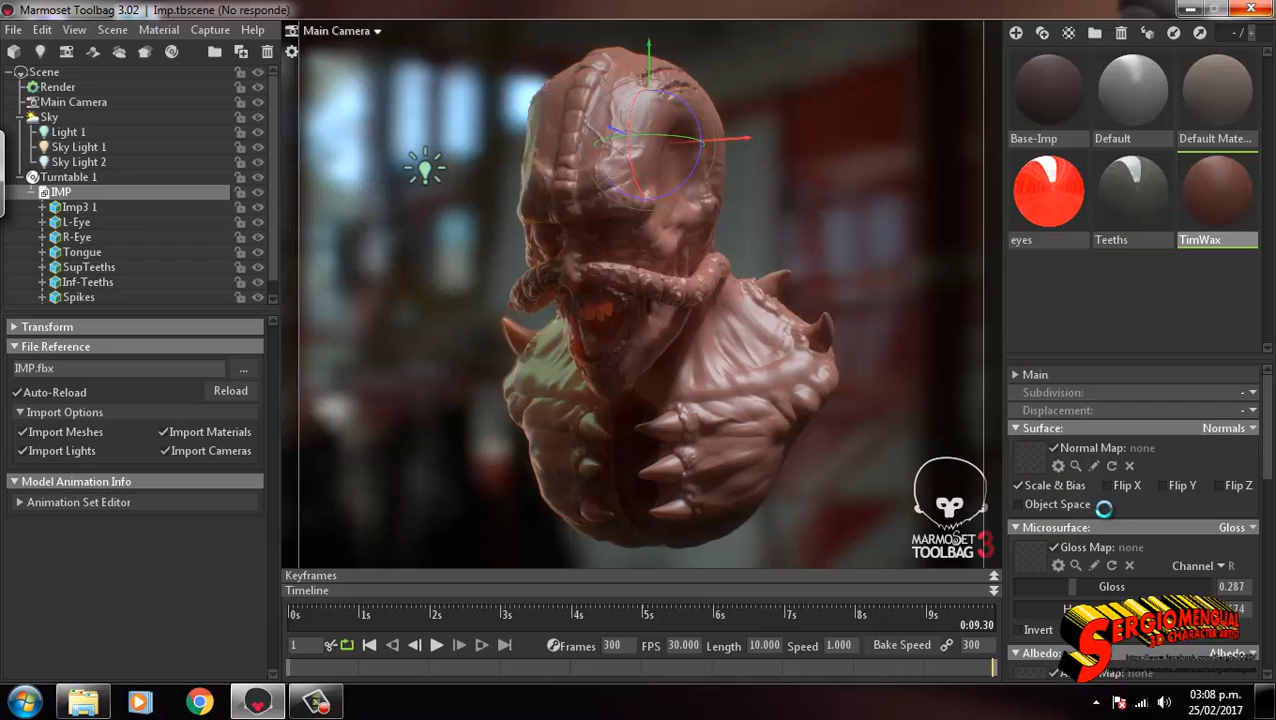 Marmoset Toolbag 3.02 | Imp.tbscene (No responde)
File Edit View Scene Material Capture Help
Main Camera
- / +
Scene
Render
Main Camera
Sky
Light 1
Sky Light 1
Sky Light 2
Turntable 1
IMP
Imp3 1
L-Eye
R-Eye
Tongue
SupTeeths
Inf-Teeths
Spikes
Transform
File Reference
IMP.fbx ...
Auto-Reload Reload
Import Options
Import Meshes Import Materials
Import Lights Import Cameras
Model Animation Info
Animation Set Editor
Base-Imp Default Default Mate...
eyes Teeths TimWax
Main
Subdivision: -
Displacement: -
Surface: Normals
Normal Map: none
Scale & Bias Flip X Flip Y Flip Z
Object Space
Microsurface: Gloss
Gloss Map: none
Channel R
Gloss 0.287
Invert
Albedo: Albedo
MARMOSET
TOOLBAG 3
SERGIOMENGUAL
3D CHARACTER ARTIST
Keyframes
Timeline
0s 1s 2s 3s 4s 5s 6s 7s 8s 9s
0:09.30
1 Frames 300 FPS 30.000 Length 10.000 Speed 1.000 Bake Speed 300
03:08 p.m.
25/02/2017